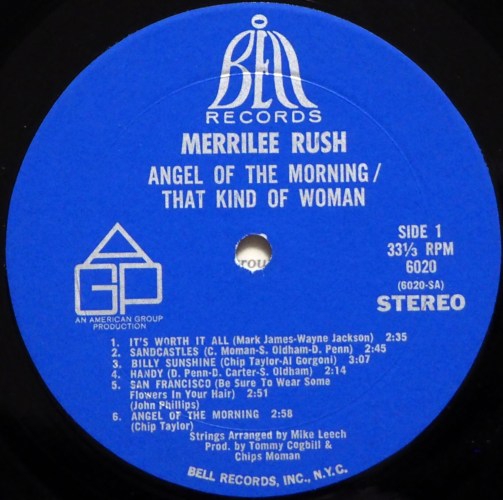 BELL
RECORDS
MERRILEE RUSH
ANGEL OF THE MORNING/
THAT KIND OF WOMAN
SIDE 1
33⅓ RPM
6020
(6020-SA)
STEREO
AGP
AN AMERICAN GROUP
PRODUCTION
1. IT'S WORTH IT ALL (Mark James-Wayne Jackson) 2:35
2. SANDCASTLES (C. Moman-S. Oldham-D. Penn) 2:45
3. BILLY SUNSHINE (Chip Taylor-Al Gorgoni) 3:07
4. HANDY (D. Penn-D. Carter-S. Oldham) 2:14
5. SAN FRANCISCO (Be Sure To Wear Some
Flowers In Your Hair) 2:51
(John Phillips)
6. ANGEL OF THE MORNING 2:58
(Chip Taylor)
Strings Arranged by Mike Leech
Prod. by Tommy Cogbill &
Chips Moman
BELL RECORDS, INC., N.Y.C.